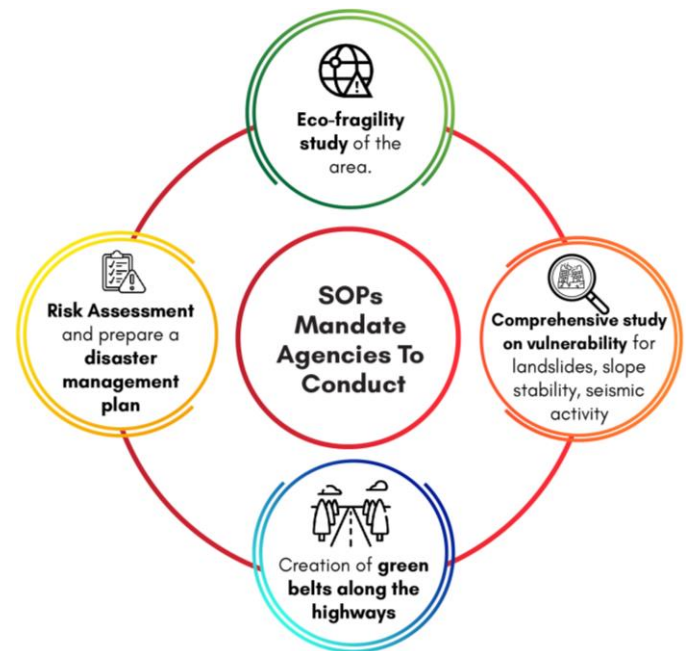 Eco-fragility
study of the
area.
SOPs
Mandate
Agencies To
Conduct
Comprehensive study
on vulnerability for
landslides, slope
stability, seismic
activity
Creation of green
belts along the
highways
Risk Assessment
and prepare a
disaster
management
plan